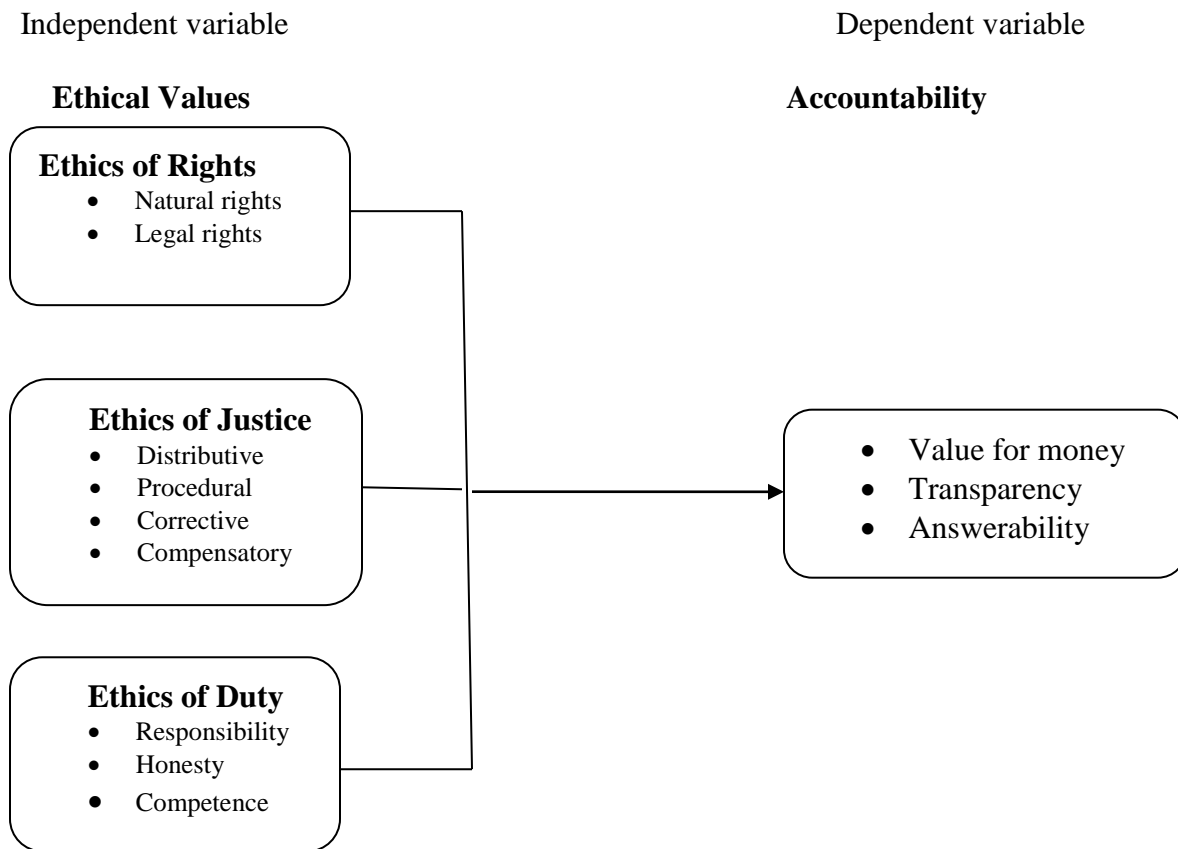 Independent variable
Dependent variable
Ethical Values
Accountability
Ethics of Rights
• Natural rights
• Legal rights
Ethics of Justice
• Distributive
• Procedural
• Corrective
• Compensatory
• Value for money
• Transparency
• Answerability
Ethics of Duty
• Responsibility
• Honesty
• Competence